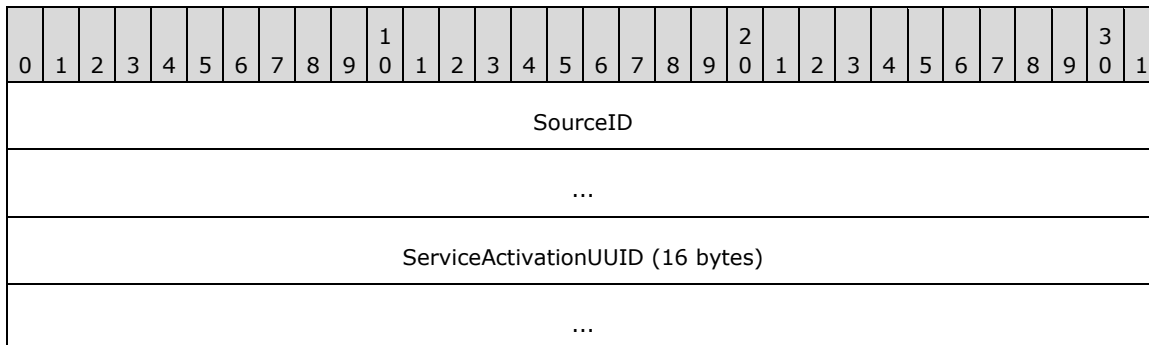 1 2 3
0 1 2 3 4 5 6 7 8 9 0 1 2 3 4 5 6 7 8 9 0 1 2 3 4 5 6 7 8 9 0 1
SourceID
...
ServiceActivationUUID (16 bytes)
...